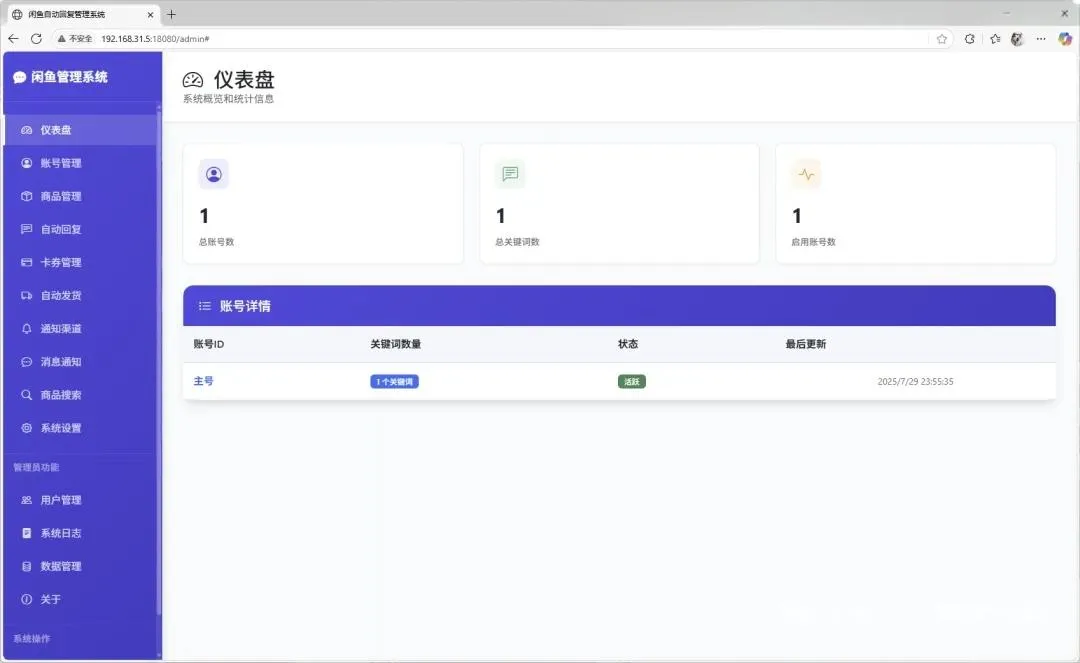 闲鱼自动回复管理系统
不安全 192.168.31.5:18080/admin#
闲鱼管理系统
仪表盘
账号管理
商品管理
自动回复
卡券管理
自动发货
通知渠道
消息通知
商品搜索
系统设置
管理员功能
用户管理
系统日志
数据管理
关于
系统操作
仪表盘
系统概览和统计信息
1
总账号数
1
总关键词数
1
启用账号数
账号详情
账号ID 关键词数量 状态 最后更新
主号 1 个关键词 活跃 2025/7/29 23:55:35